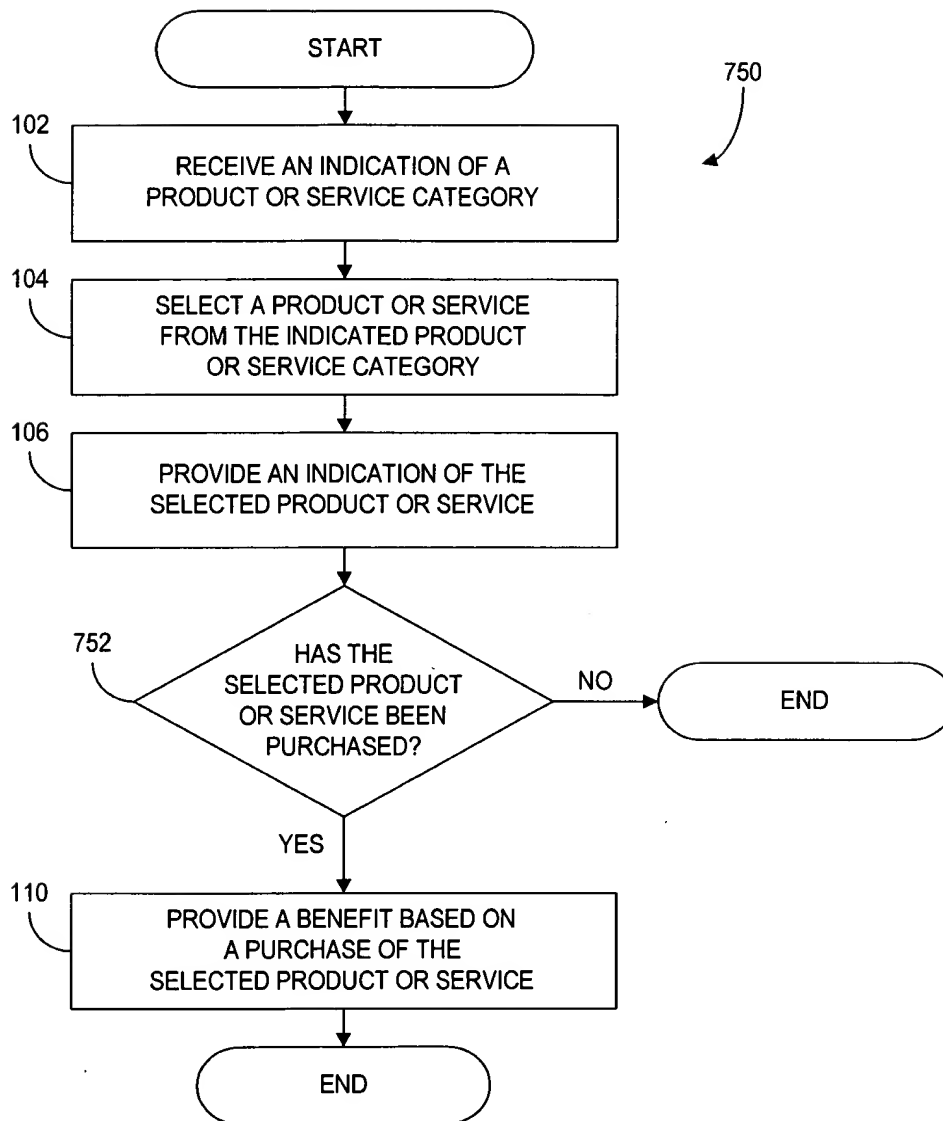 START
750
102
RECEIVE AN INDICATION OF A
PRODUCT OR SERVICE CATEGORY
104
SELECT A PRODUCT OR SERVICE
FROM THE INDICATED PRODUCT
OR SERVICE CATEGORY
106
PROVIDE AN INDICATION OF THE
SELECTED PRODUCT OR SERVICE
752
HAS THE
SELECTED PRODUCT
OR SERVICE BEEN
PURCHASED?
NO
END
YES
110
PROVIDE A BENEFIT BASED ON
A PURCHASE OF THE
SELECTED PRODUCT OR SERVICE
END